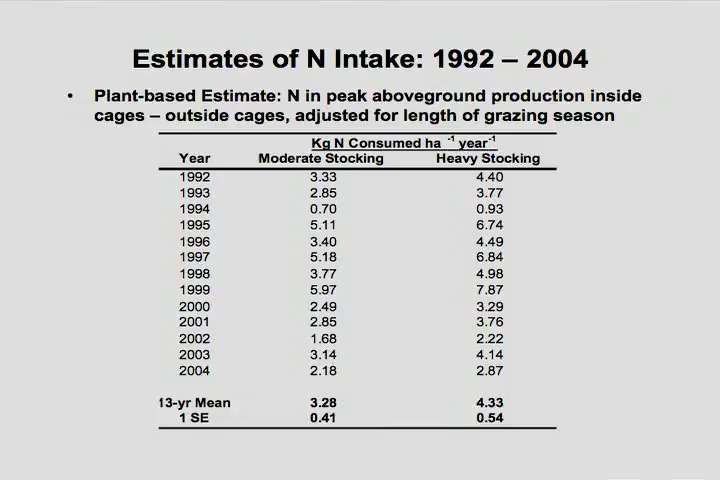 Estimates of N Intake: 1992 – 2004
• Plant-based Estimate: N in peak aboveground production inside
cages – outside cages, adjusted for length of grazing season
Kg N Consumed ha -1 year-1
Year Moderate Stocking Heavy Stocking
1992 3.33 4.40
1993 2.85 3.77
1994 0.70 0.93
1995 5.11 6.74
1996 3.40 4.49
1997 5.18 6.84
1998 3.77 4.98
1999 5.97 7.87
2000 2.49 3.29
2001 2.85 3.76
2002 1.68 2.22
2003 3.14 4.14
2004 2.18 2.87
13-yr Mean 3.28 4.33
1 SE 0.41 0.54